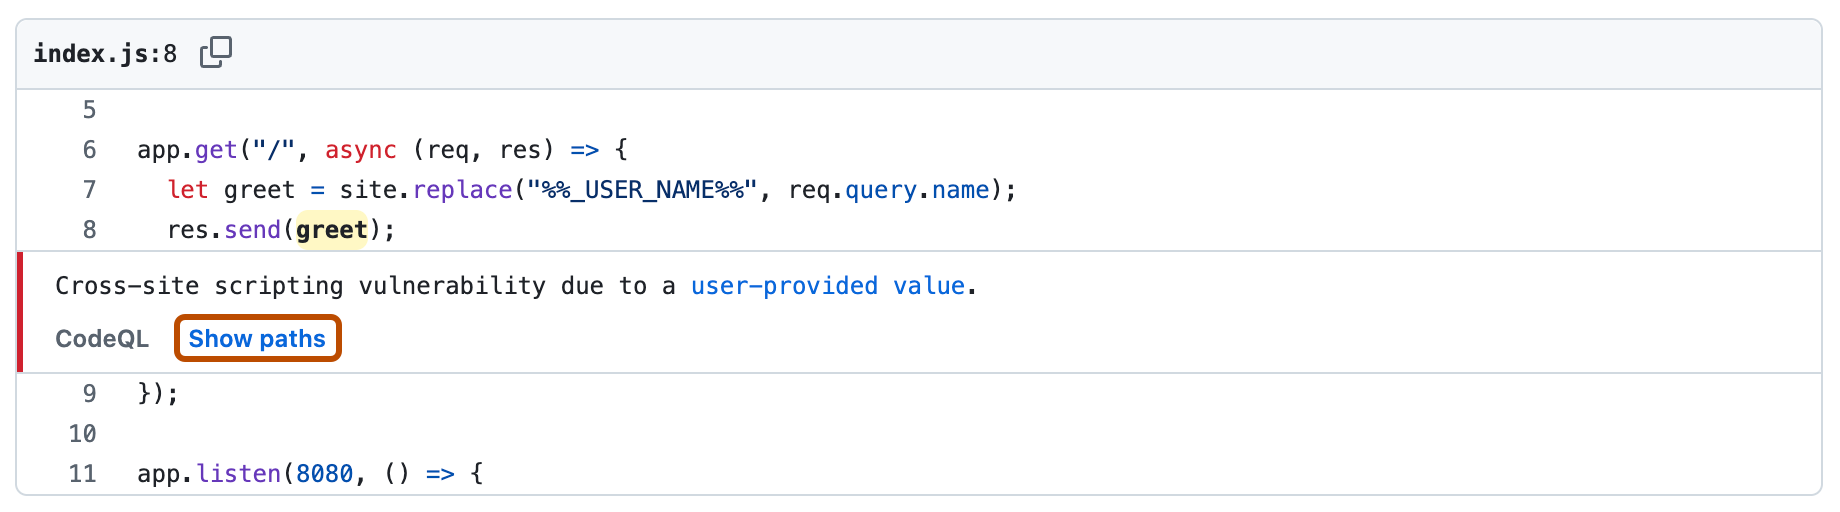 index.js:8
5
6 app.get("/", async (req, res) => {
7 let greet = site.replace("%%_USER_NAME%%", req.query.name);
8 res.send(greet);
Cross-site scripting vulnerability due to a user-provided value.
CodeQL Show paths
9 });
10
11 app.listen(8080, () => {